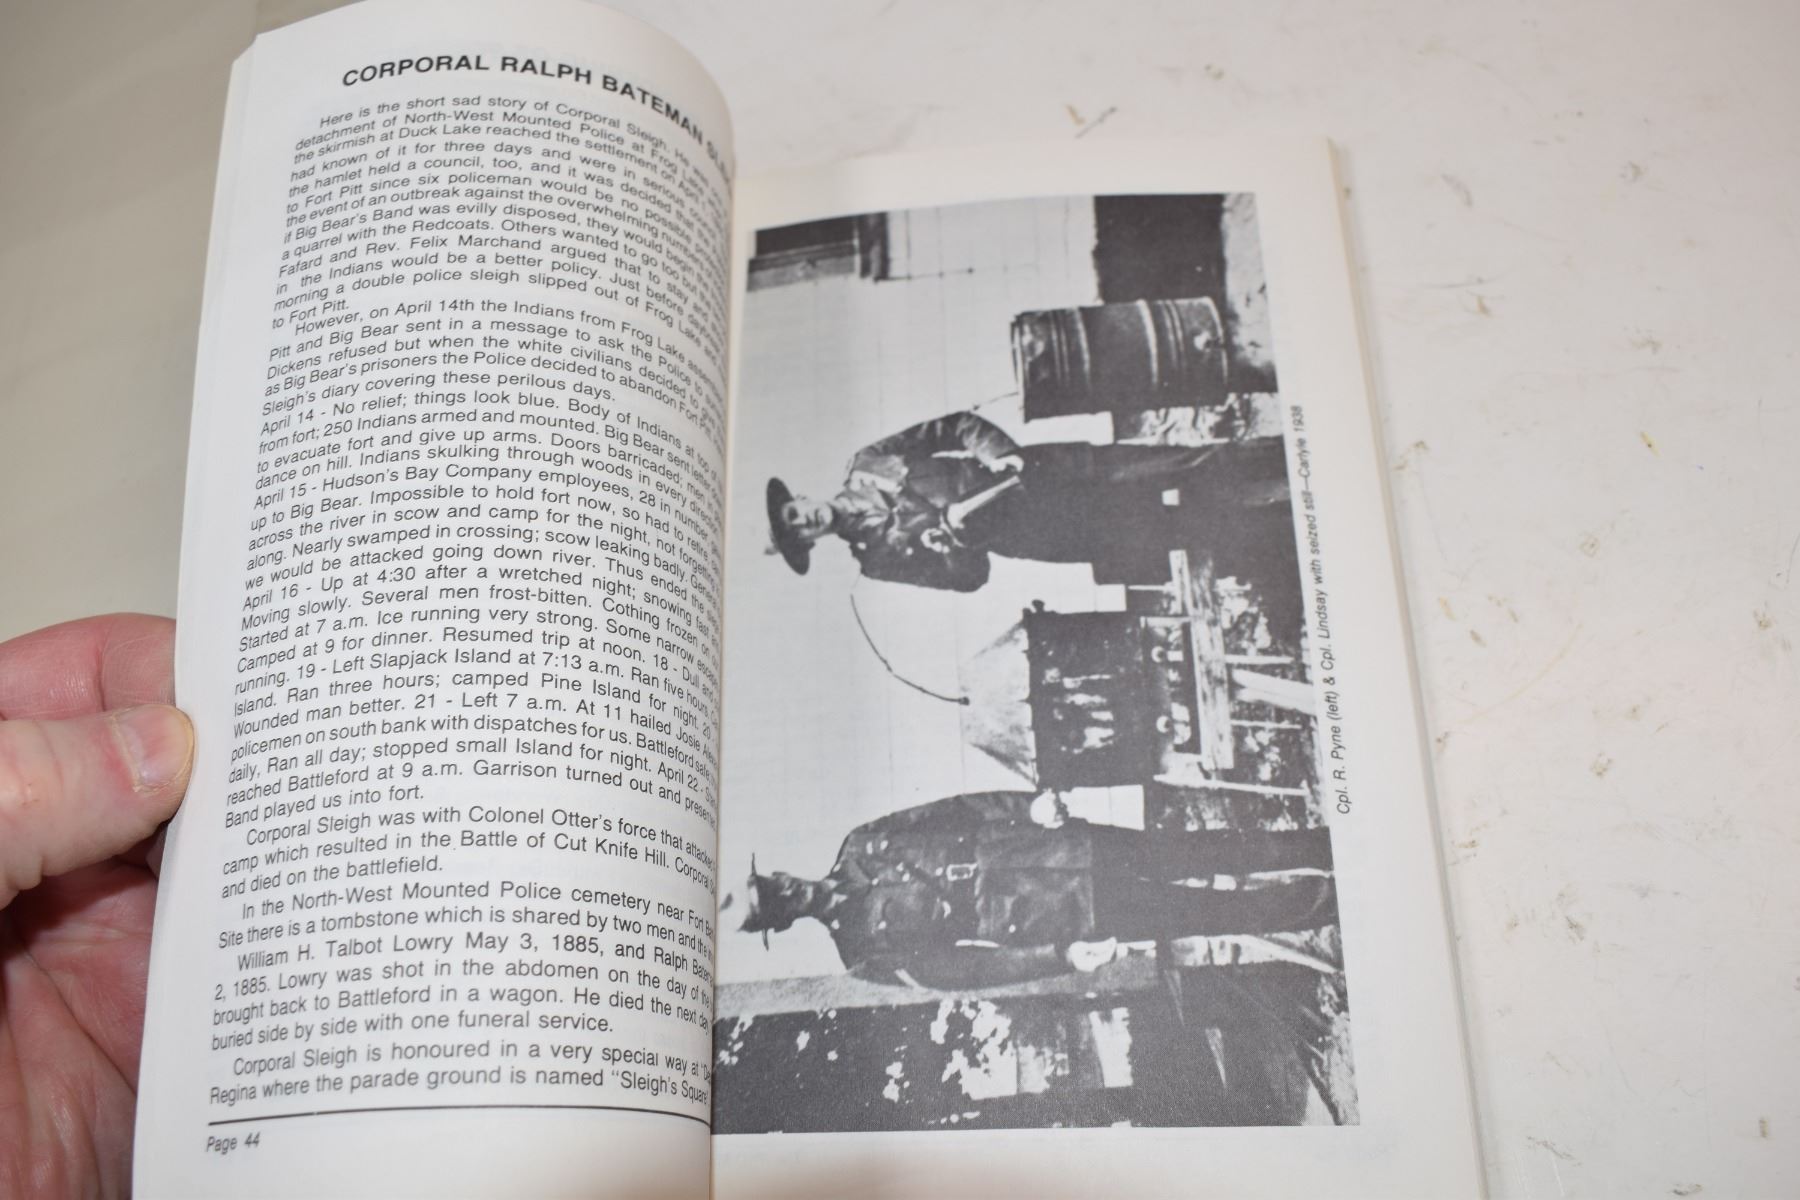 CORPORAL RALPH BATEMAN
Here is the short sad story of Corporal Sleigh. He was
detachment of North-West Mounted Police at Frog Lake
the skirmish at Duck Lake reached the settlement on April
had known of it for three days and were in serious
the hamlet held a council, too, and it was decided that the
to Fort Pitt since six policeman would be no possible
the event of an outbreak against the overwhelming numbers of
if Big Bear's Band was evilly disposed, they would begin the
a quarrel with the Redcoats. Others wanted to go too but the
Fafard and Rev. Felix Marchand argued that to stay and
in the Indians would be a better policy. Just before daybreak
morning a double police sleigh slipped out of Frog Lake and
to Fort Pitt.
However, on April 14th the Indians from Frog Lake
Pitt and Big Bear sent in a message to ask the Police to
Dickens refused but when the white civilians decided to give
as Big Bear's prisoners the Police decided to abandon Fort Pitt
Sleigh's diary covering these perilous days.
April 14 - No relief; things look blue. Body of Indians at top of
from fort; 250 Indians armed and mounted. Big Bear sent letter
to evacuate fort and give up arms. Doors barricaded; men in
dance on hill. Indians skulking through woods in every direction
April 15 - Hudson's Bay Company employees, 28 in number,
up to Big Bear. Impossible to hold fort now, so had to retire
across the river in scow and camp for the night, not forgetting
along. Nearly swamped in crossing; scow leaking badly. General
we would be attacked going down river. Thus ended the
April 16 - Up at 4:30 after a wretched night; snowing fast
Moving slowly. Several men frost-bitten. Cothing frozen on
Started at 7 a.m. Ice running very strong. Some narrow escapes
Camped at 9 for dinner. Resumed trip at noon. 18 - Dull and
running. 19 - Left Slapjack Island at 7:13 a.m. Ran five hours
Island. Ran three hours; camped Pine Island for night. 20
Wounded man better. 21 - Left 7 a.m. At 11 hailed Josie
policemen on south bank with dispatches for us. Battleford safe
daily, Ran all day; stopped small Island for night. April 22 -
reached Battleford at 9 a.m. Garrison turned out and
Band played us into fort.
Corporal Sleigh was with Colonel Otter's force that attacked
camp which resulted in the Battle of Cut Knife Hill. Corporal
and died on the battlefield.
In the North-West Mounted Police cemetery near Fort
Site there is a tombstone which is shared by two men and the
William H. Talbot Lowry May 3, 1885, and Ralph
2, 1885. Lowry was shot in the abdomen on the day of the
brought back to Battleford in a wagon. He died the next day
buried side by side with one funeral service.
Corporal Sleigh is honoured in a very special way at
Regina where the parade ground is named "Sleigh's Square"
Page 44
Cpl. R. Pyne (left) & Cpl. Lindsay with seized still—Carlyle 1938